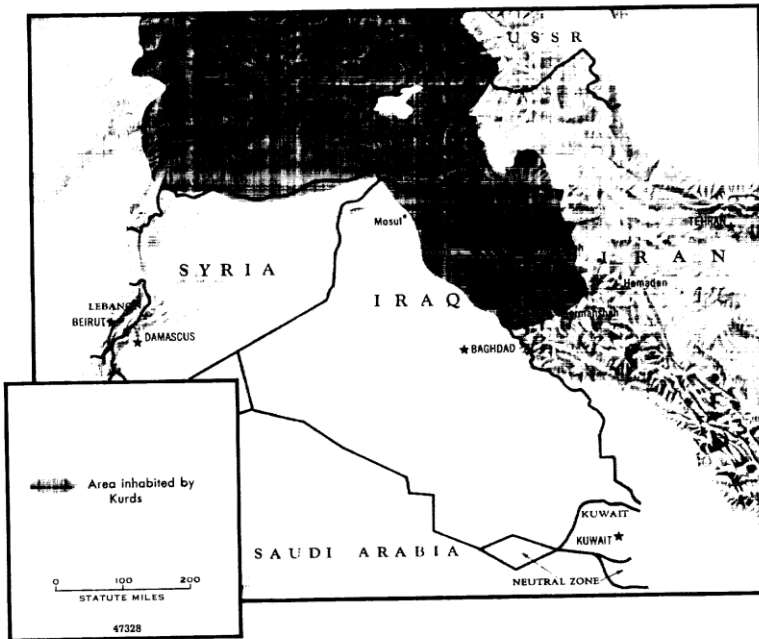 USSR
Mosul
TEHRAN
SYRIA
IRAN
Hamadan
LEBANON
IRAQ
BEIRUT
DAMASCUS
BAGHDAD
Area inhabited by
Kurds
KUWAIT
KUWAIT
SAUDI ARABIA
NEUTRAL ZONE
0 100 200
STATUTE MILES
47328